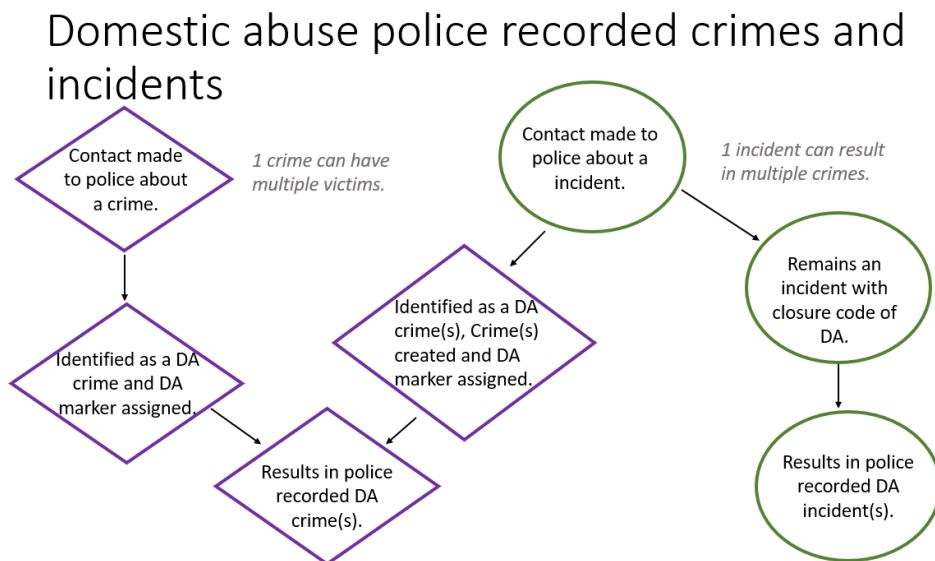 Domestic abuse police recorded crimes and
incidents
Contact made
to police about
a crime.
1 crime can have
multiple victims.
Contact made to
police about a
incident.
1 incident can result
in multiple crimes.
Identified as a DA
crime and DA
marker assigned.
Identified as a DA
crime(s), Crime(s)
created and DA
marker assigned.
Remains an
incident with
closure code of
DA.
Results in police
recorded DA
crime(s).
Results in police
recorded DA
incident(s).